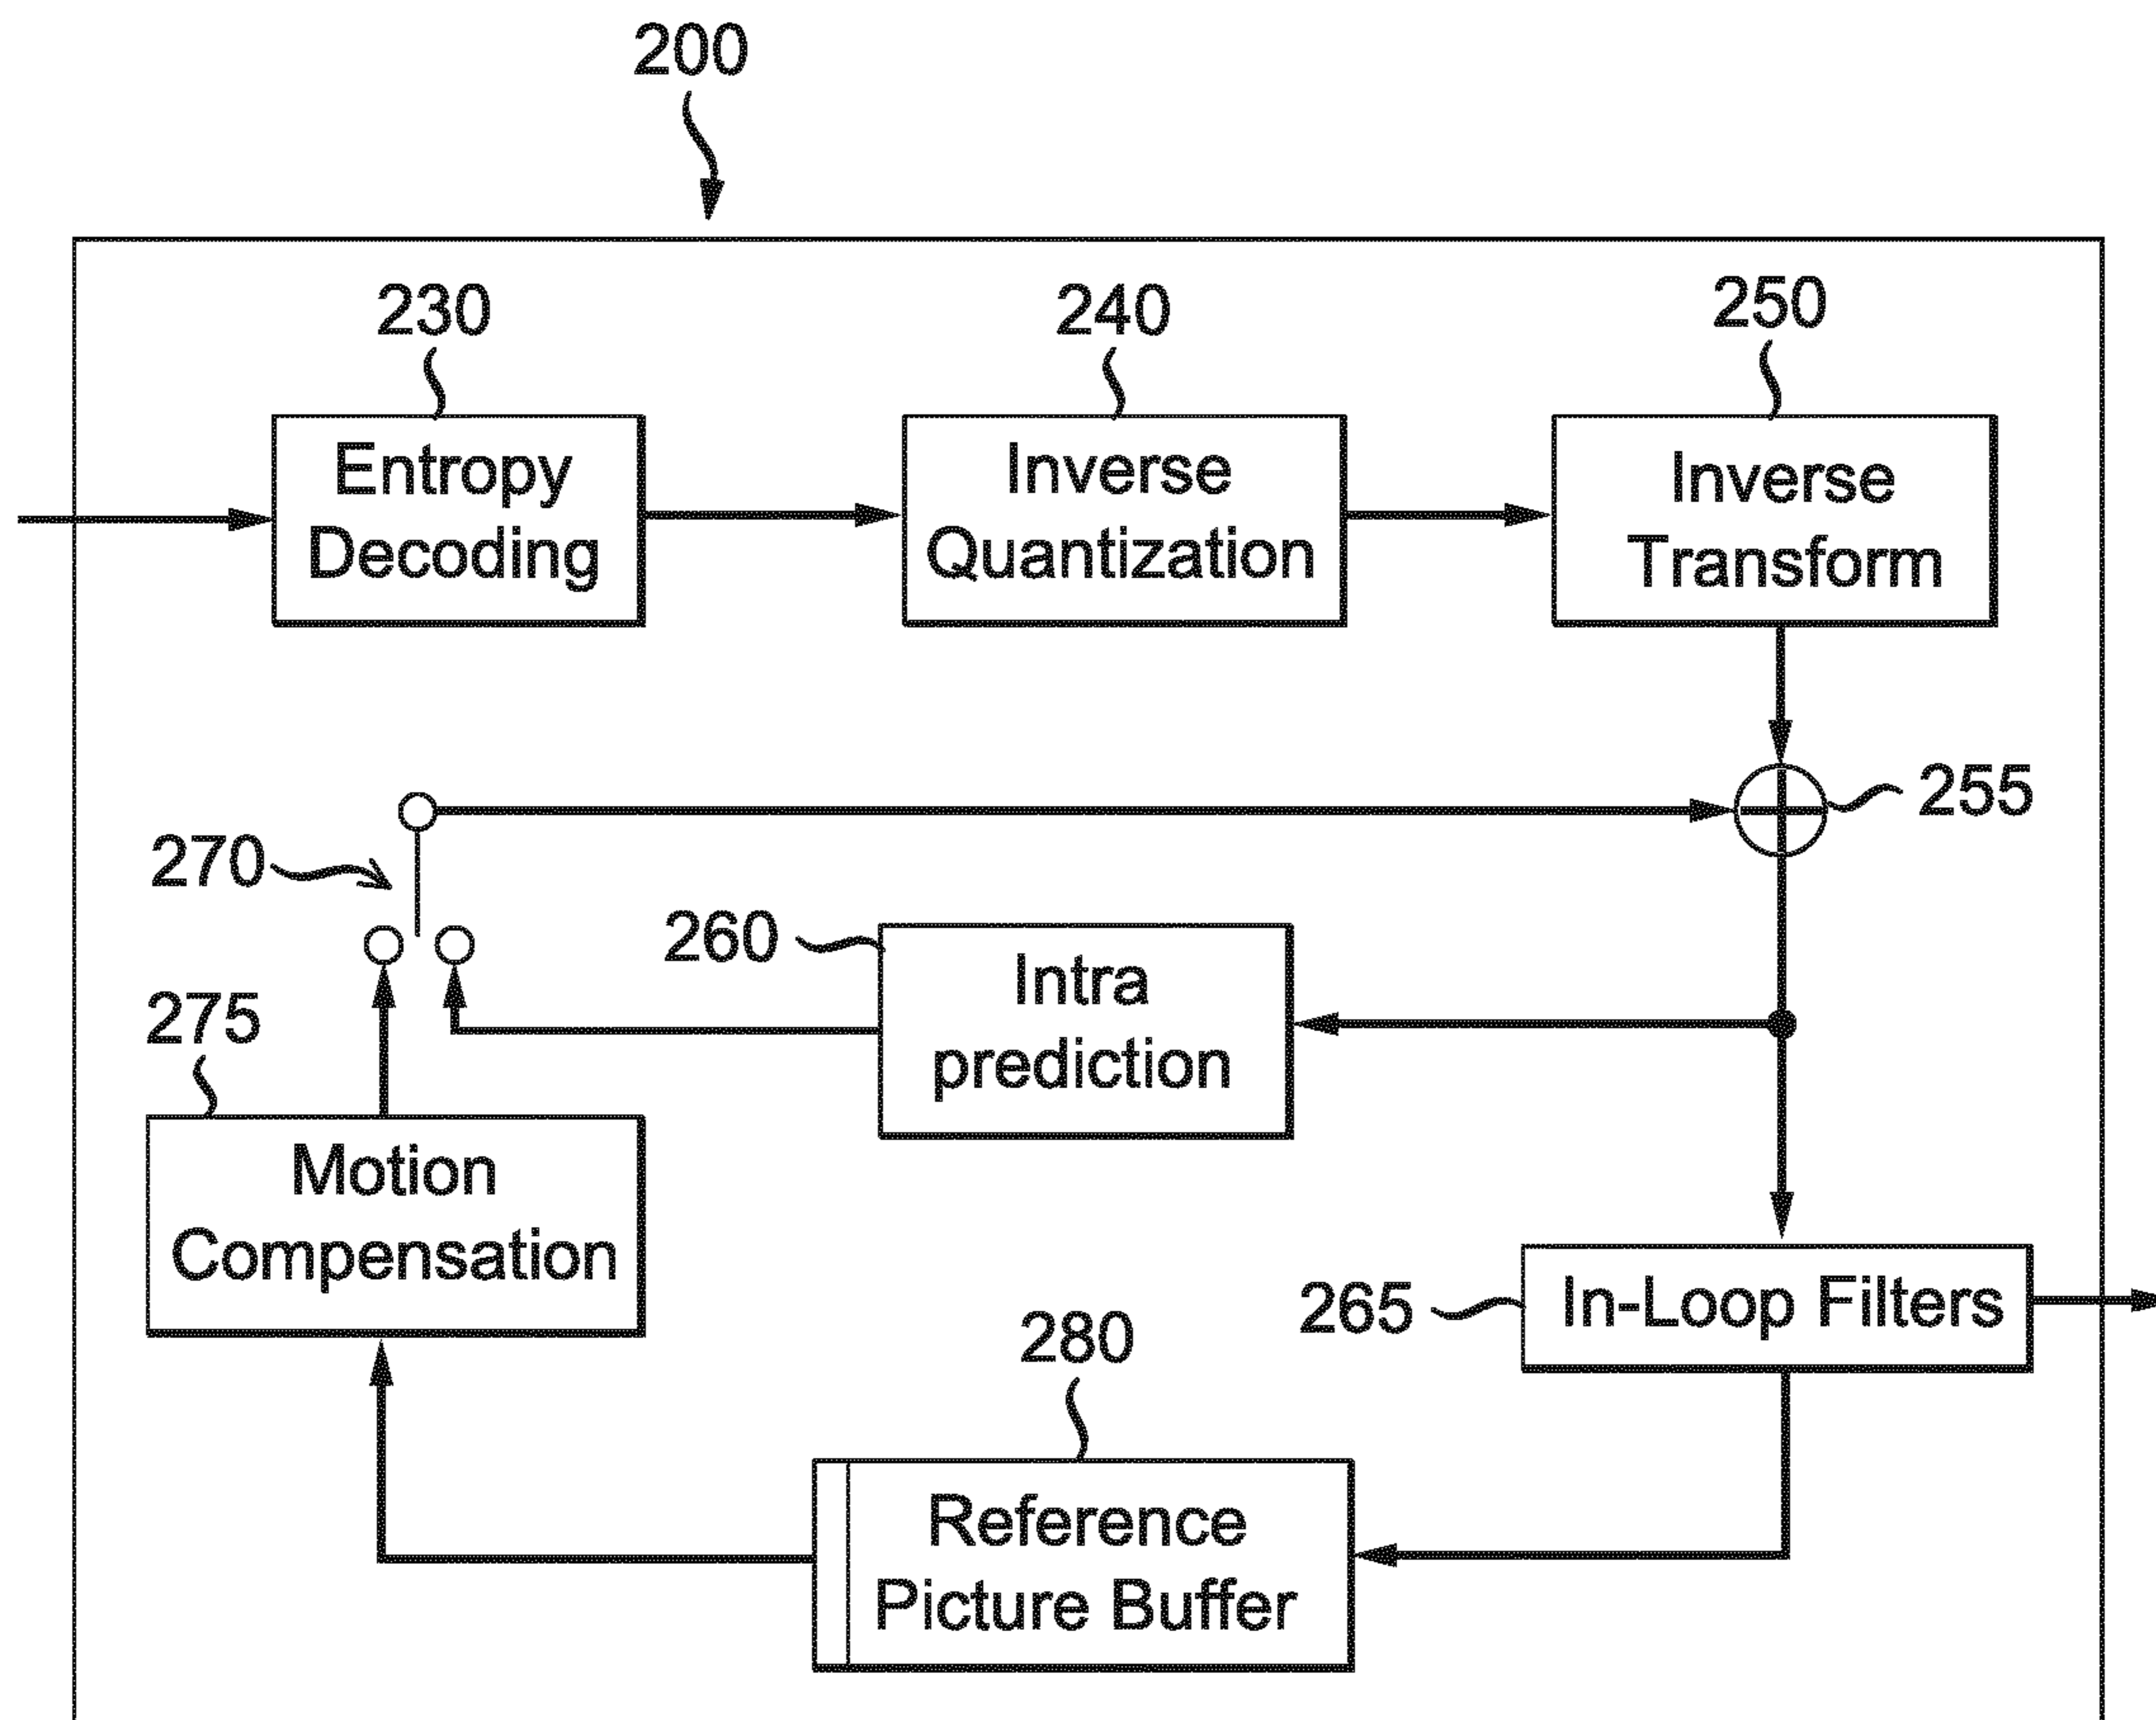 200
230
240
250
Entropy
Decoding
Inverse
Quantization
Inverse
Transform
255
270
260
Intra
prediction
275
Motion
Compensation
265
In-Loop Filters
280
Reference
Picture Buffer